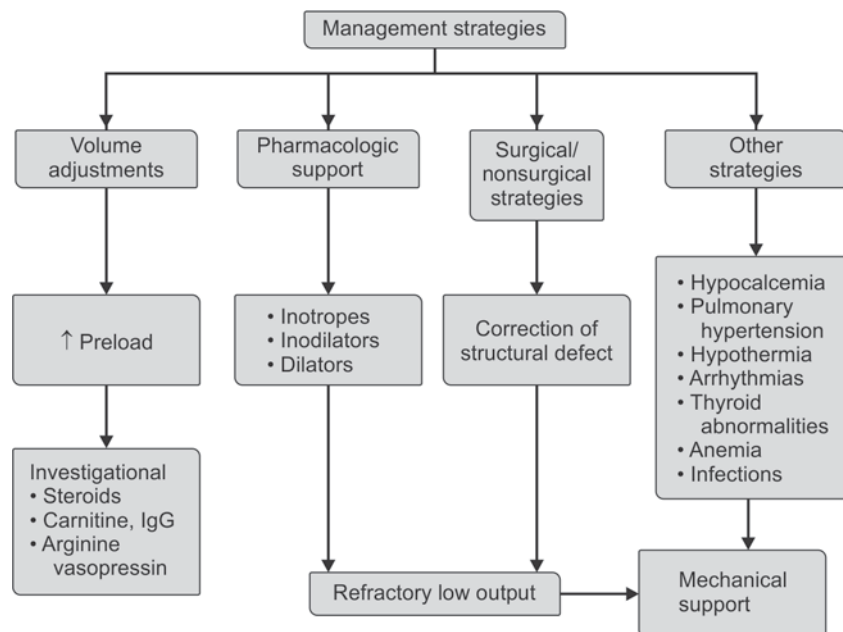 Management strategies
Volume
adjustments
Pharmacologic
support
Surgical/
nonsurgical
strategies
Other
strategies
↑ Preload
• Inotropes
• Inodilators
• Dilators
Correction of
structural defect
• Hypocalcemia
• Pulmonary
hypertension
• Hypothermia
• Arrhythmias
• Thyroid
abnormalities
• Anemia
• Infections
Investigational
• Steroids
• Carnitine, IgG
• Arginine
vasopressin
Refractory low output
Mechanical
support